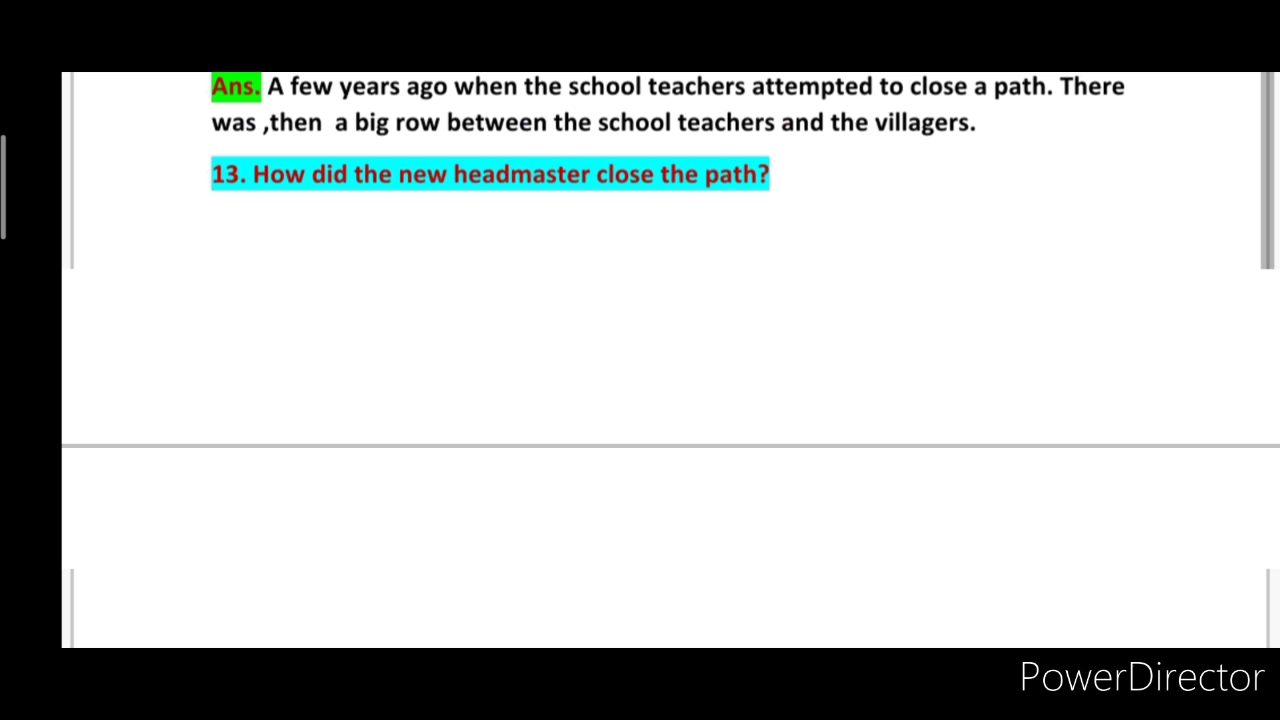 Ans. A few years ago when the school teachers attempted to close a path. There
was ,then a big row between the school teachers and the villagers.
13. How did the new headmaster close the path?
PowerDirector